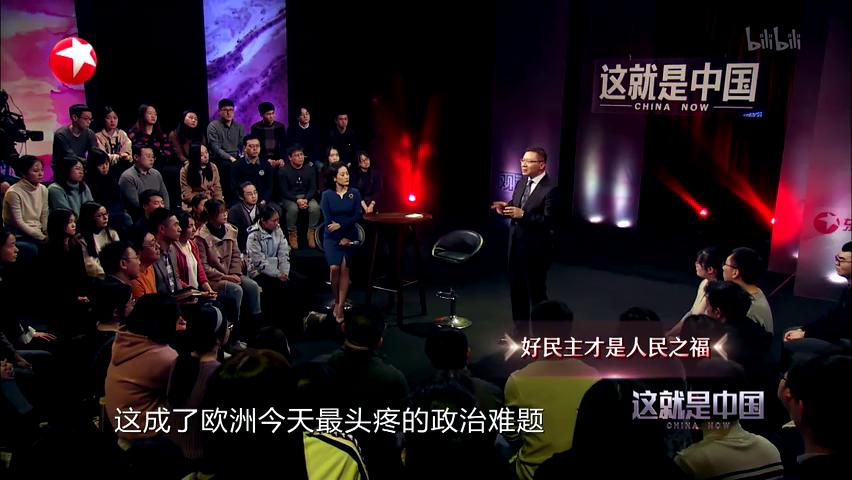 bilibili
这就是中国
CHINA NOW
好民主才是人民之福
这就是中国
CHINA NOW
这成了欧洲今天最头疼的政治难题